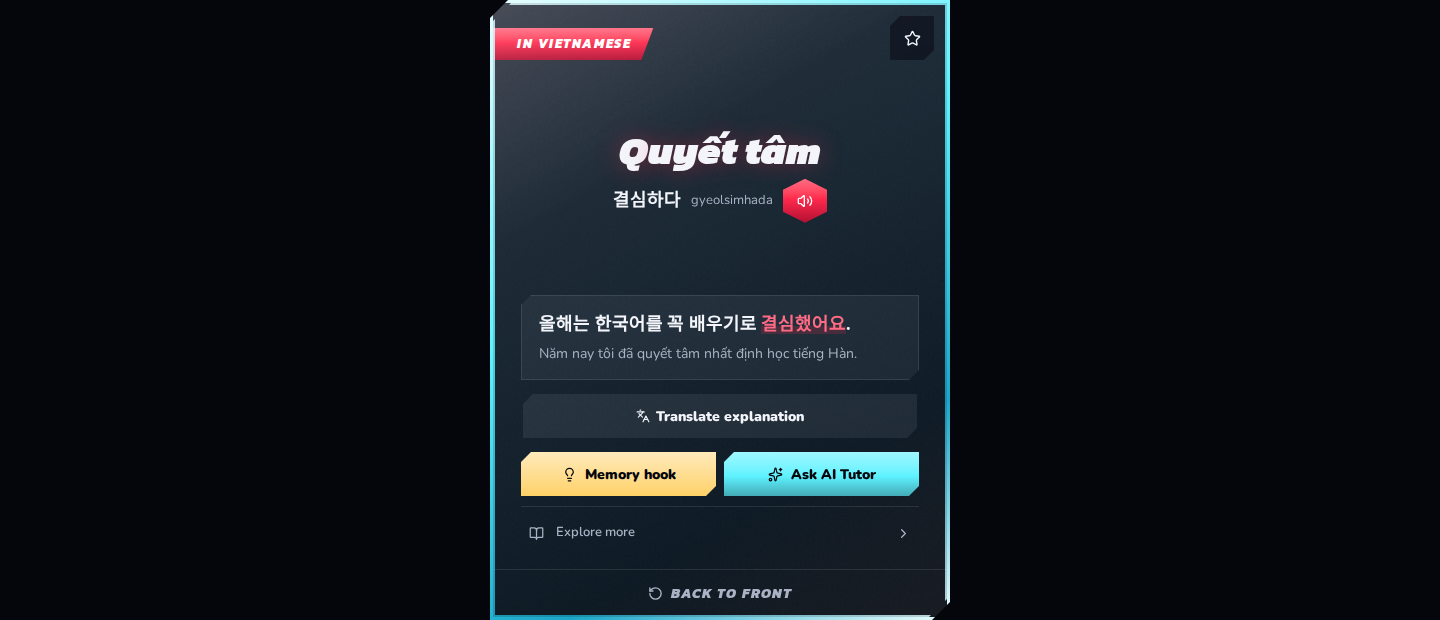 IN VIETNAMESE
Quyết tâm
결심하다 gyeolsimhada
올해는 한국어를 꼭 배우기로 결심했어요.
Năm nay tôi đã quyết tâm nhất định học tiếng Hàn.
Translate explanation
Memory hook
Ask AI Tutor
Explore more
BACK TO FRONT